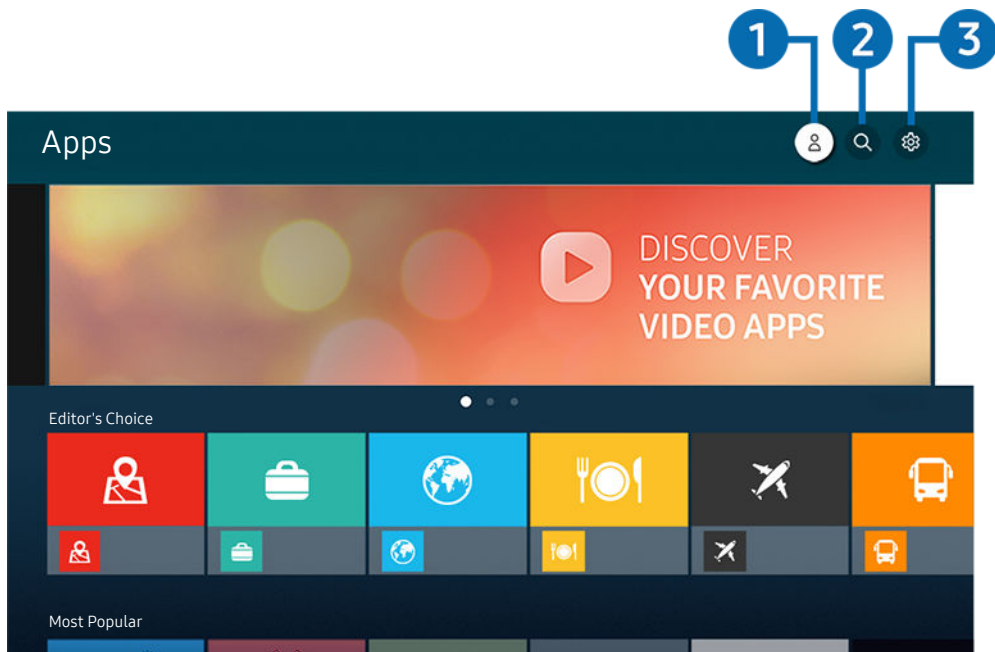 1 2 3
Apps
DISCOVER
YOUR FAVORITE
VIDEO APPS
Editor's Choice
Most Popular